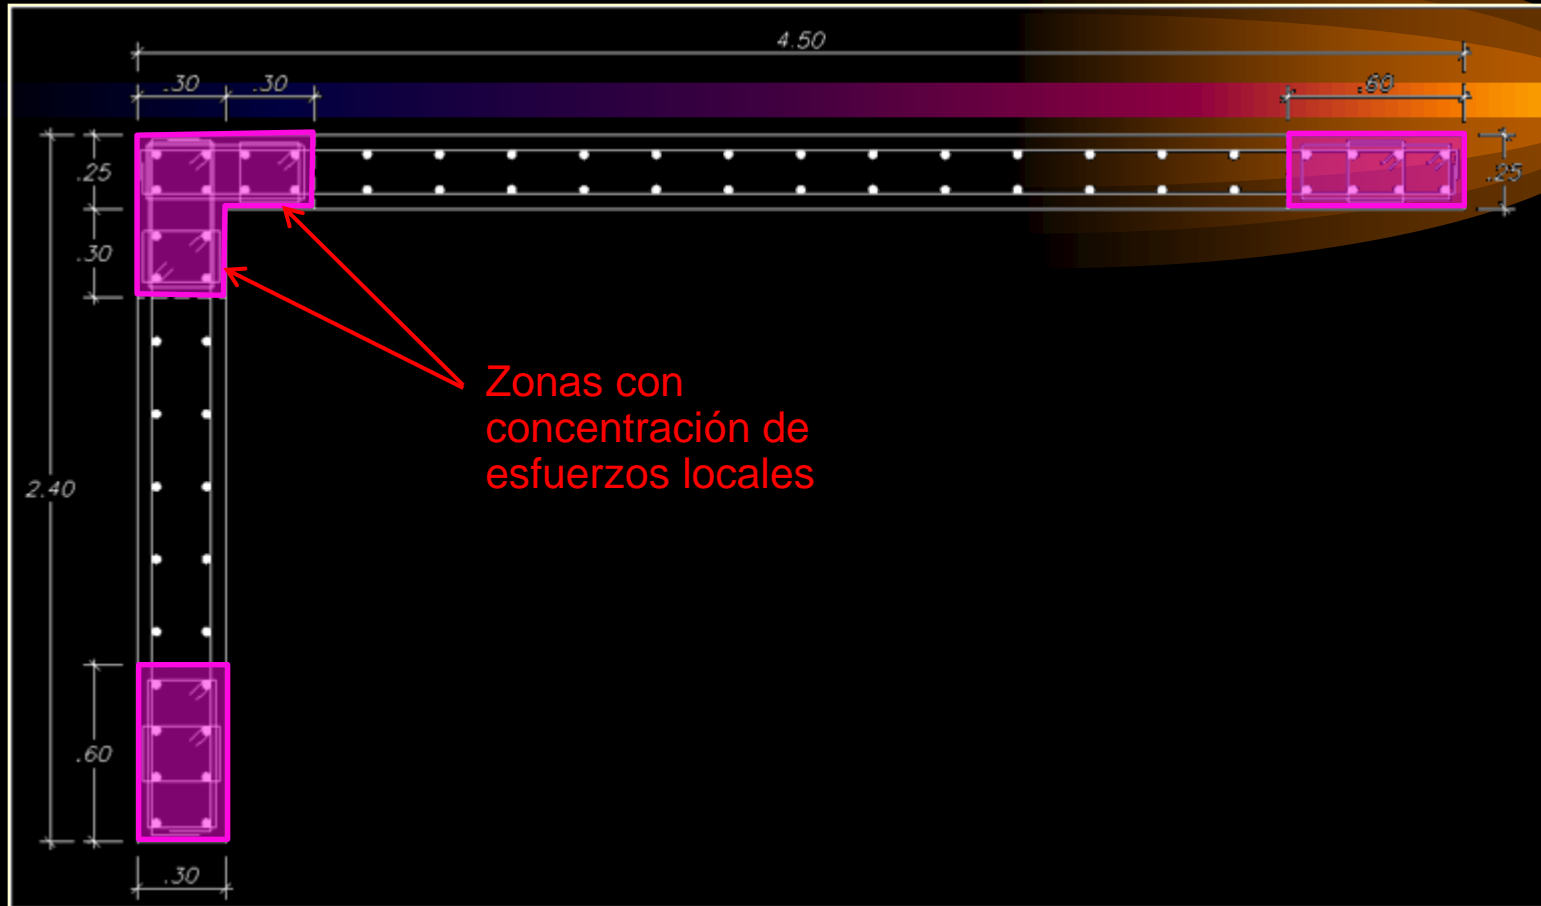 4.50
.30 .30 .60
.25
.25
.30
Zonas con
concentración de
esfuerzos locales
2.40
.60
.30